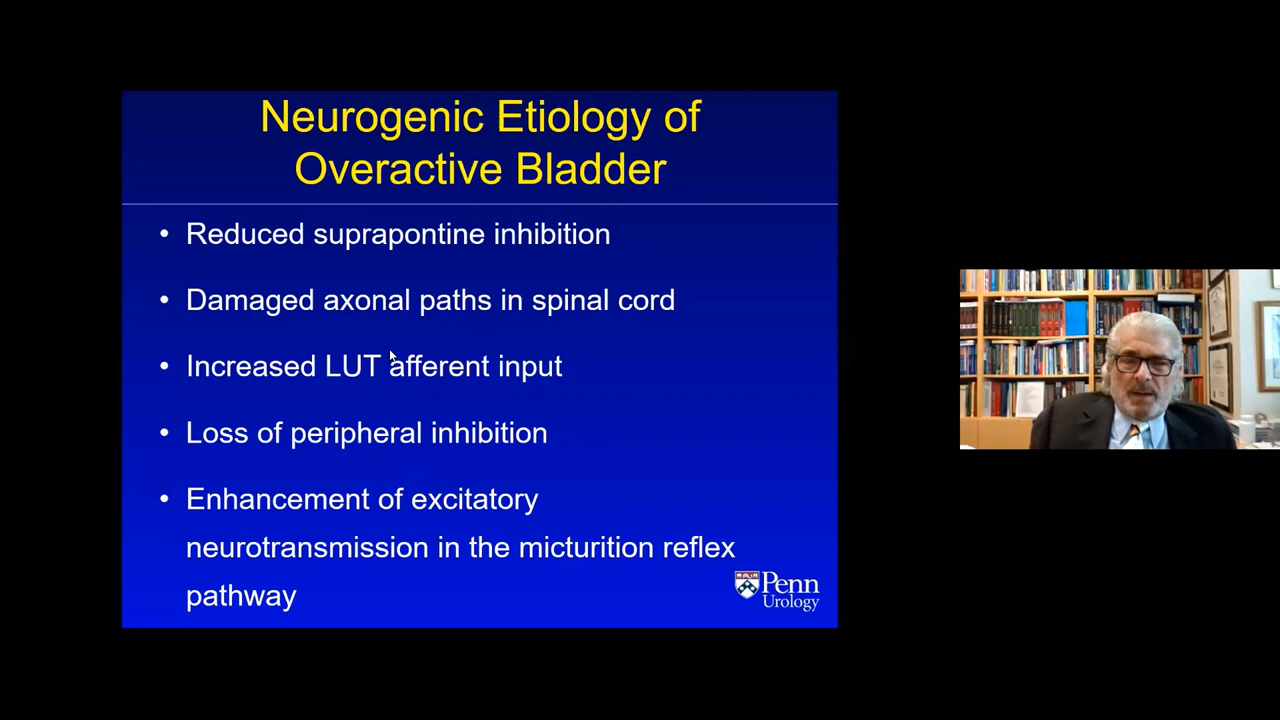 Neurogenic Etiology of
Overactive Bladder
• Reduced suprapontine inhibition
• Damaged axonal paths in spinal cord
• Increased LUT afferent input
• Loss of peripheral inhibition
• Enhancement of excitatory
neurotransmission in the micturition reflex
pathway
Penn
Urology